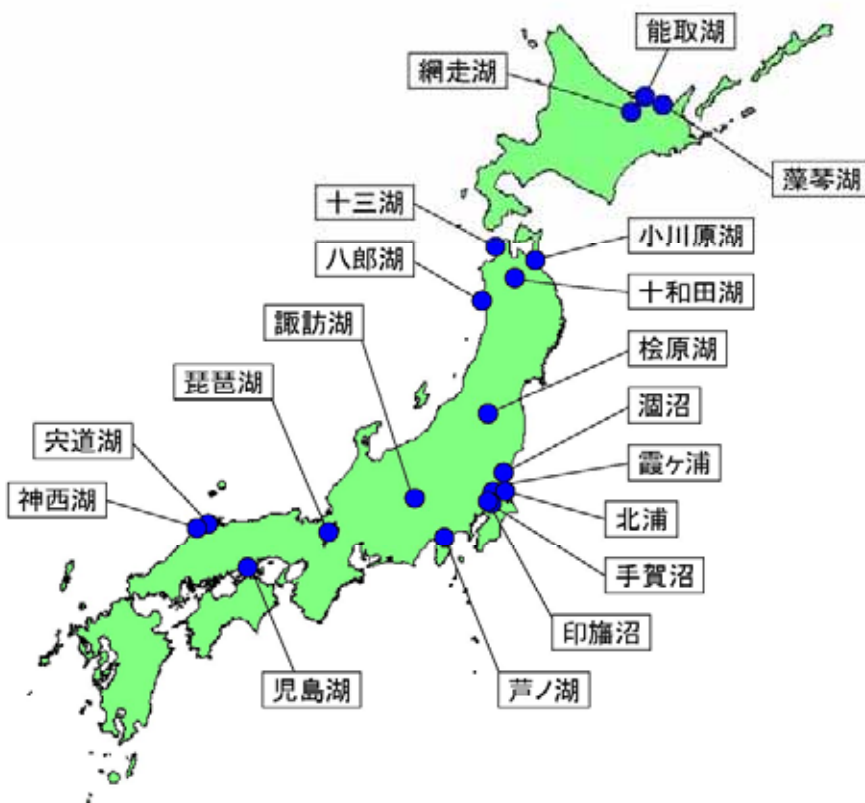 能取湖
網走湖
藻琴湖
十三湖
小川原湖
八郎湖
十和田湖
諏訪湖
桧原湖
琵琶湖
涸沼
宍道湖
霞ヶ浦
神西湖
北浦
手賀沼
印旛沼
児島湖
芦ノ湖